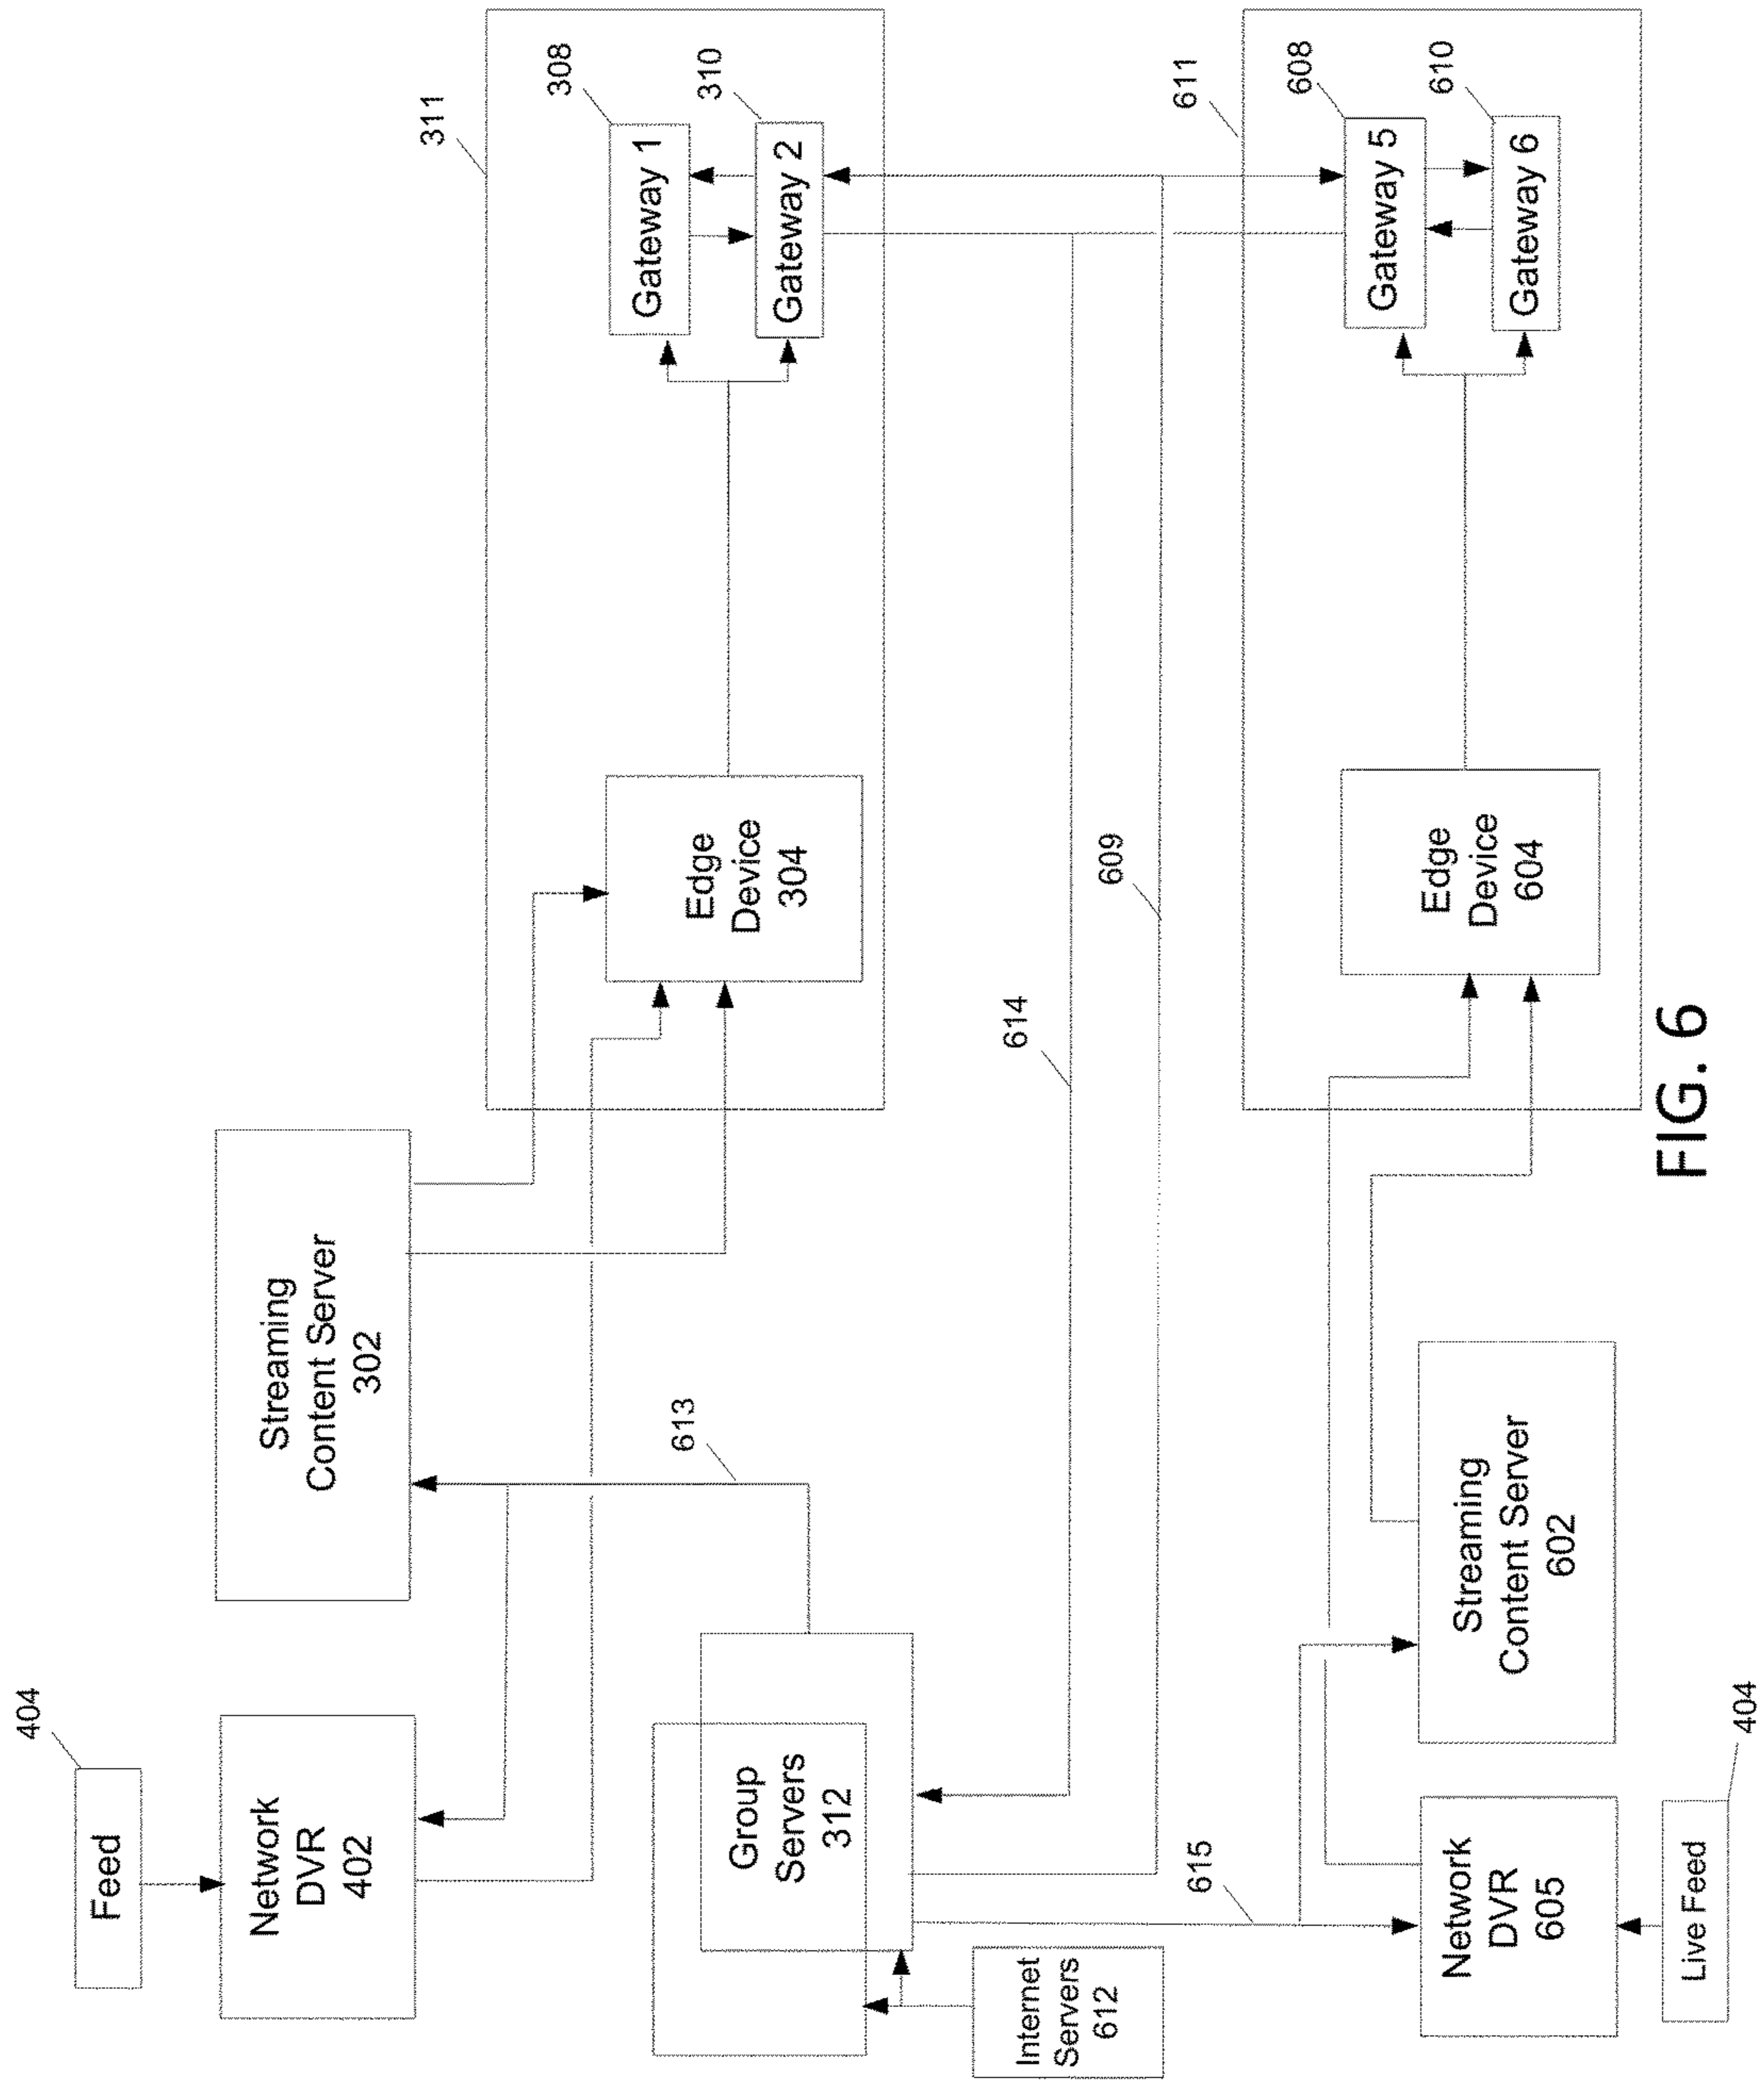 404
Feed
Network
DVR
402
Streaming
Content Server
302
311
308
Gateway 1
310
Gateway 2
Edge
Device
304
613
Group
Servers
312
Internet
Servers
612
614
609
615
611
608
Gateway 5
610
Gateway 6
Edge
Device
604
Streaming
Content Server
602
Network
DVR
605
Live Feed
404
FIG. 6